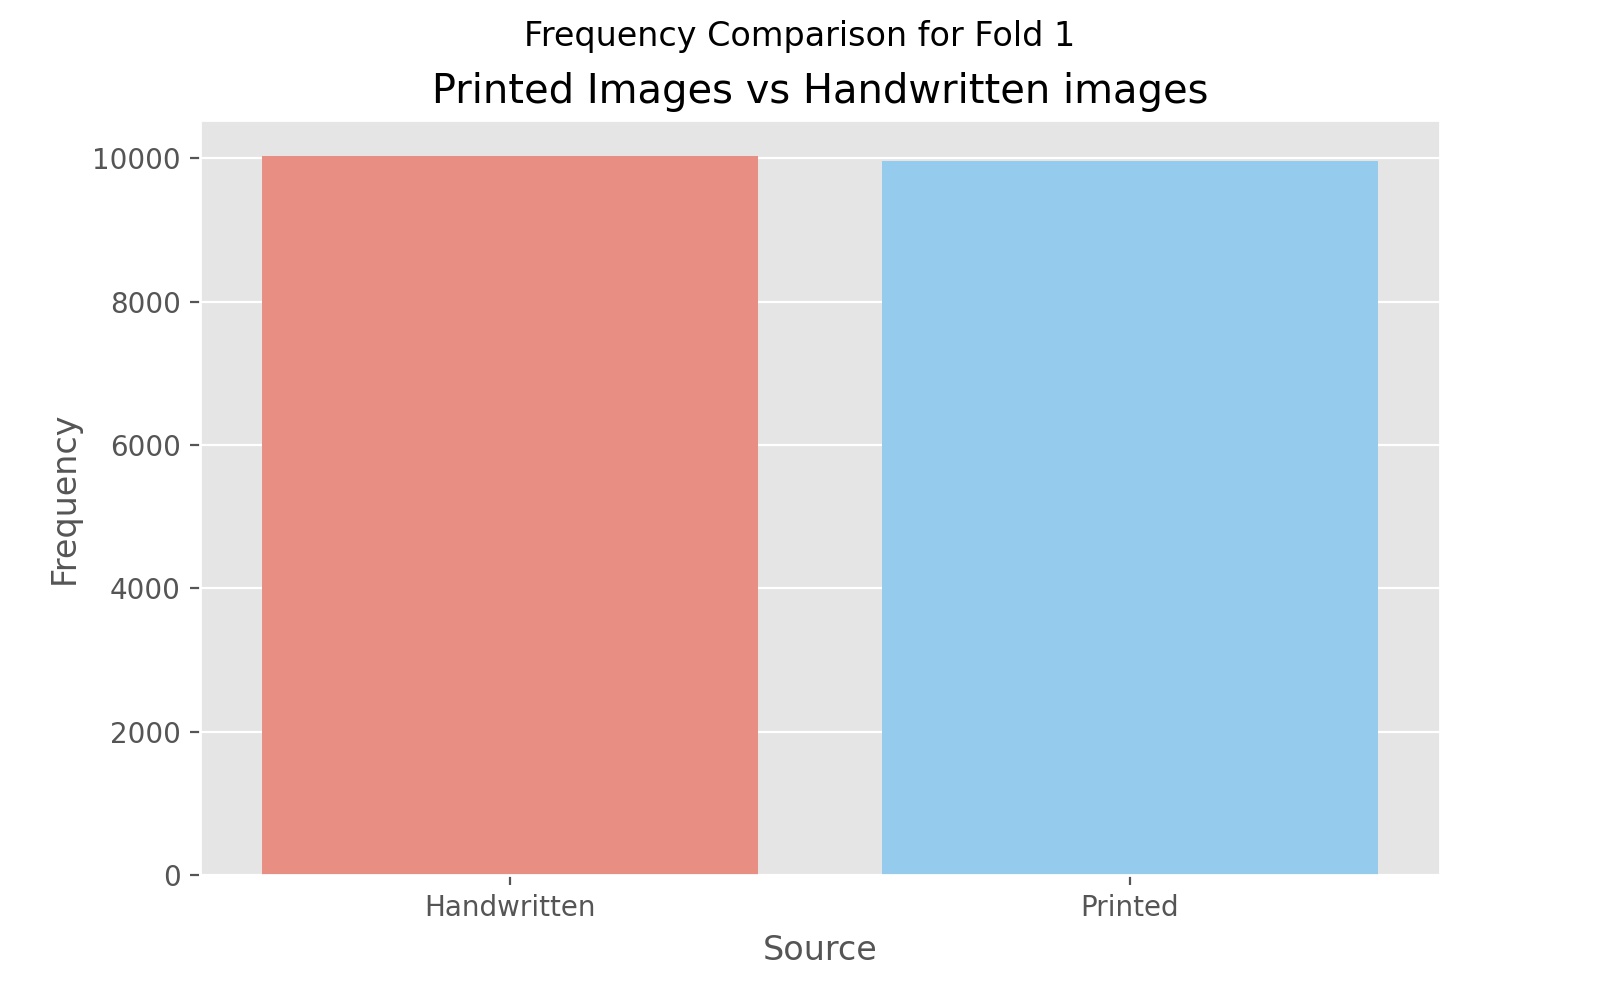 Frequency Comparison for Fold 1
Printed Images vs Handwritten images
10000
8000
6000
4000
2000
0
Frequency
Handwritten
Printed
Source